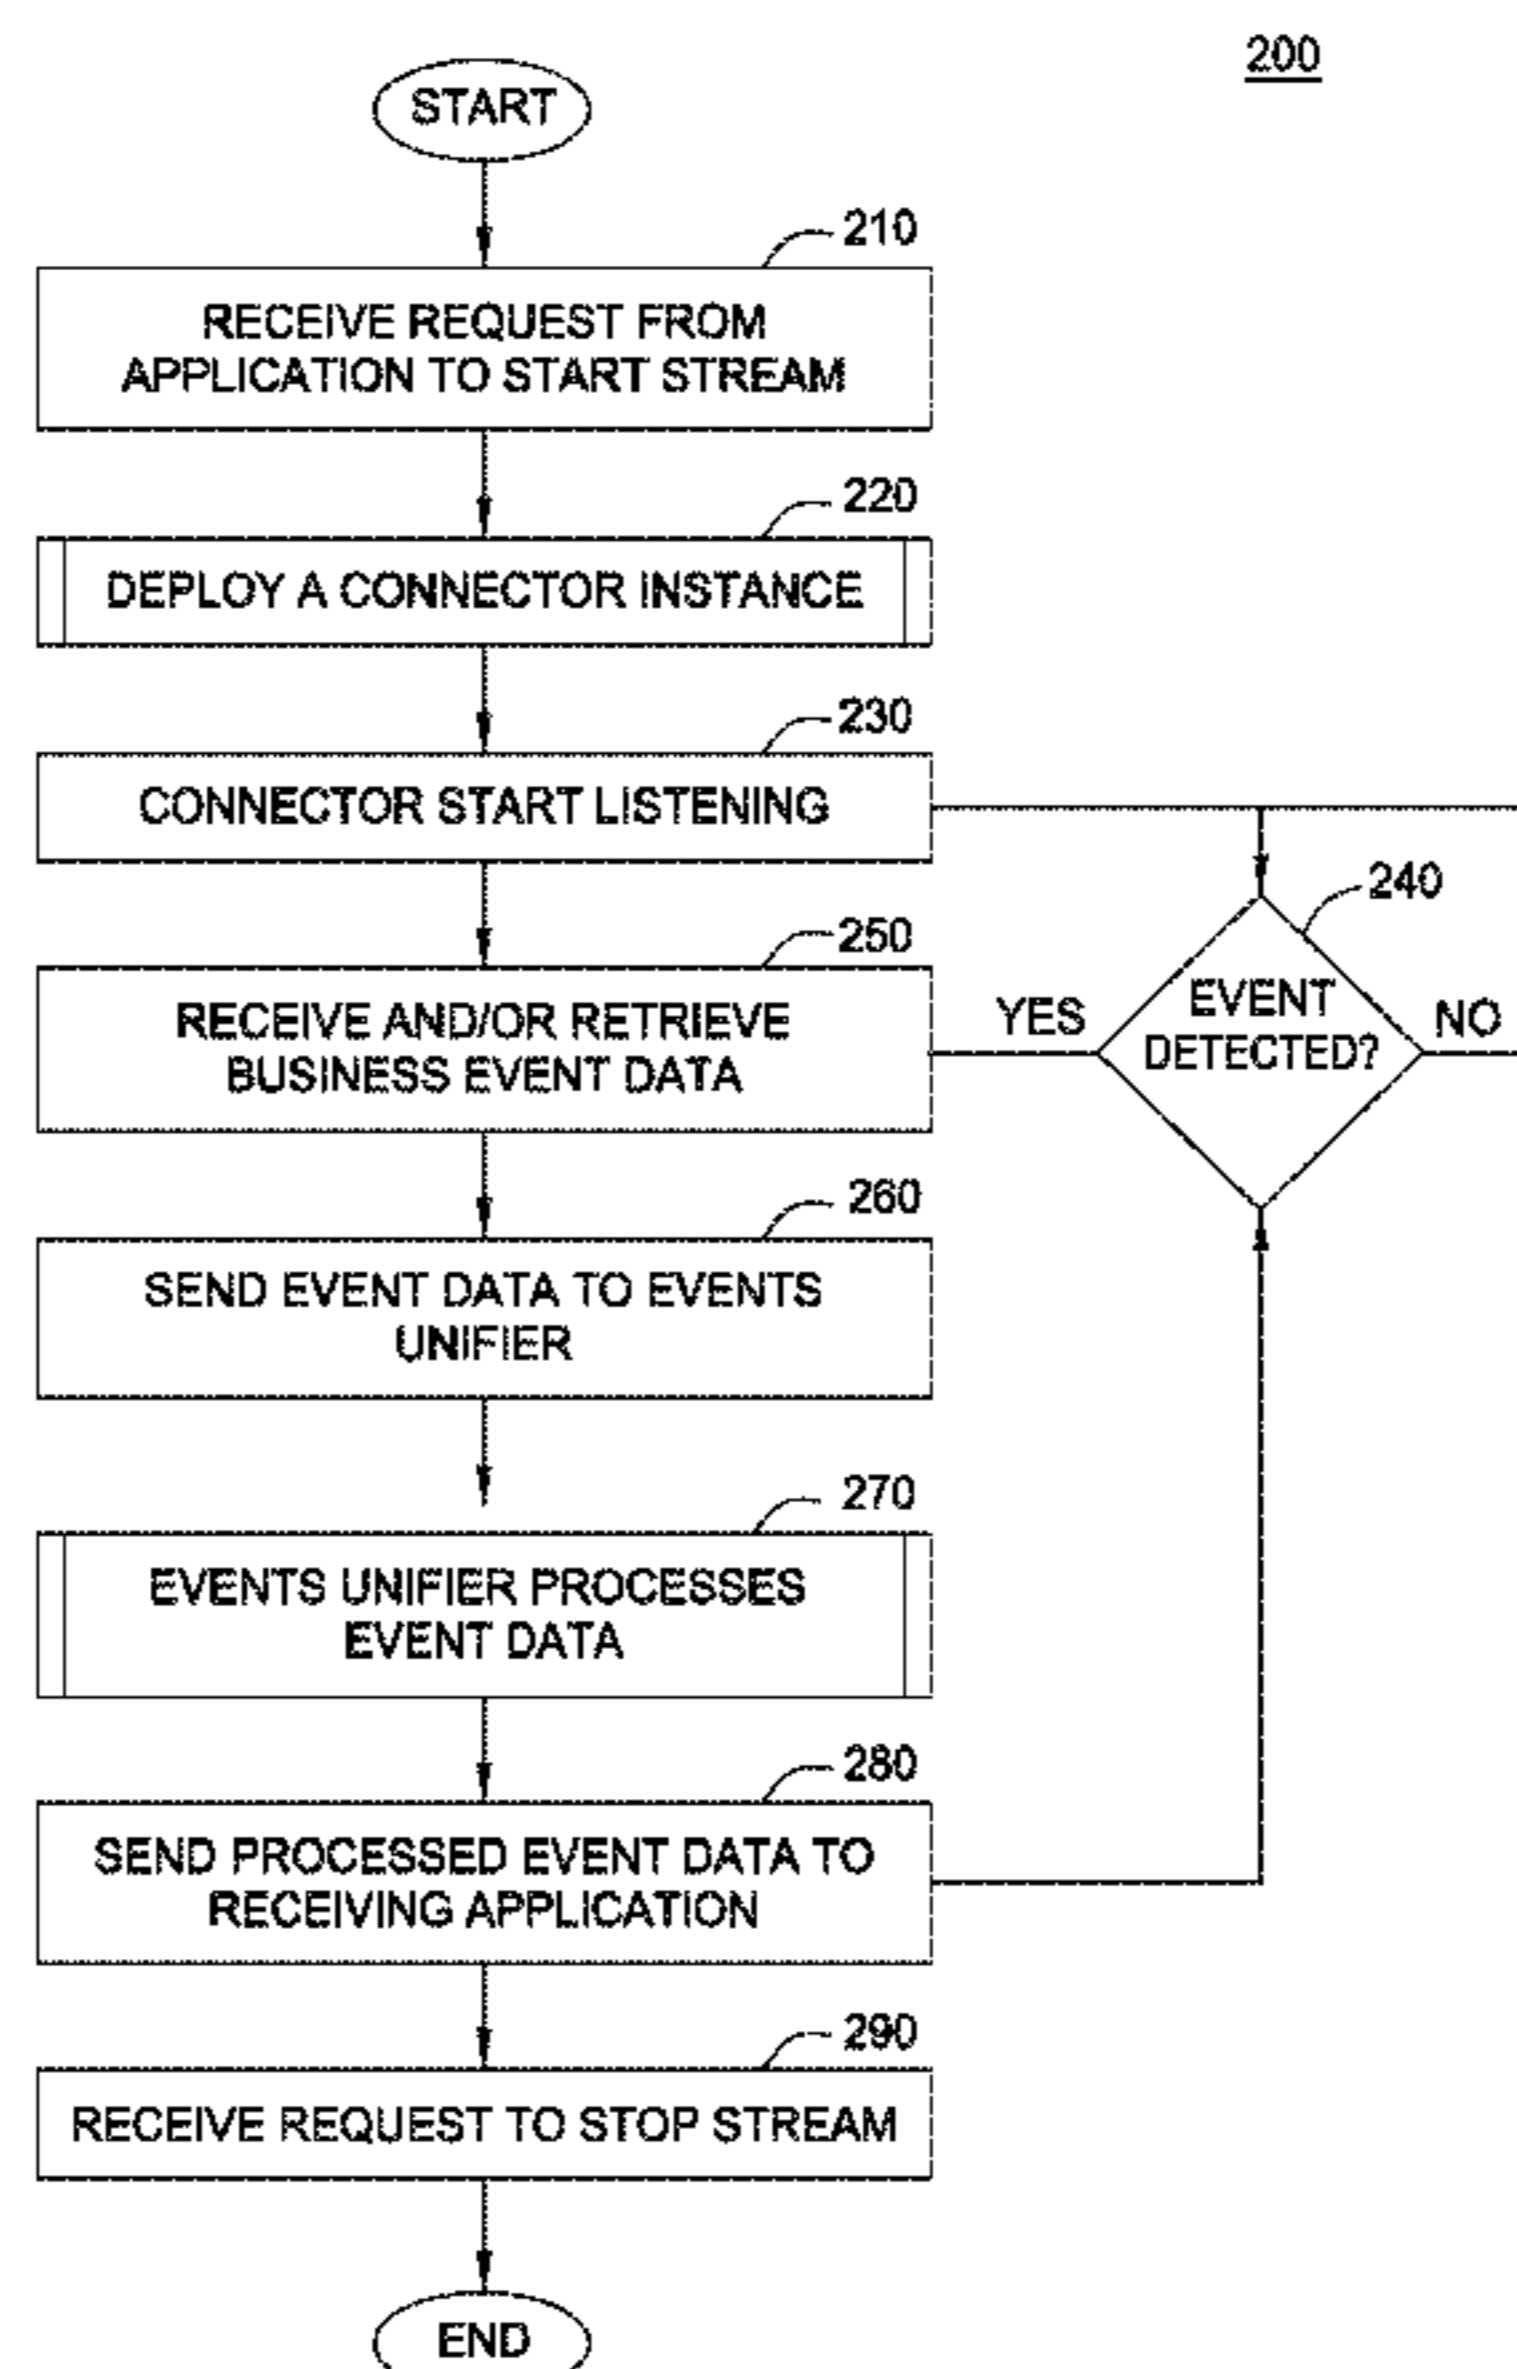 200
START
210
RECEIVE REQUEST FROM
APPLICATION TO START STREAM
220
DEPLOY A CONNECTOR INSTANCE
230
CONNECTOR START LISTENING
240
EVENT
DETECTED?
YES
NO
250
RECEIVE AND/OR RETRIEVE
BUSINESS EVENT DATA
260
SEND EVENT DATA TO EVENTS
UNIFIER
270
EVENTS UNIFIER PROCESSES
EVENT DATA
280
SEND PROCESSED EVENT DATA TO
RECEIVING APPLICATION
290
RECEIVE REQUEST TO STOP STREAM
END